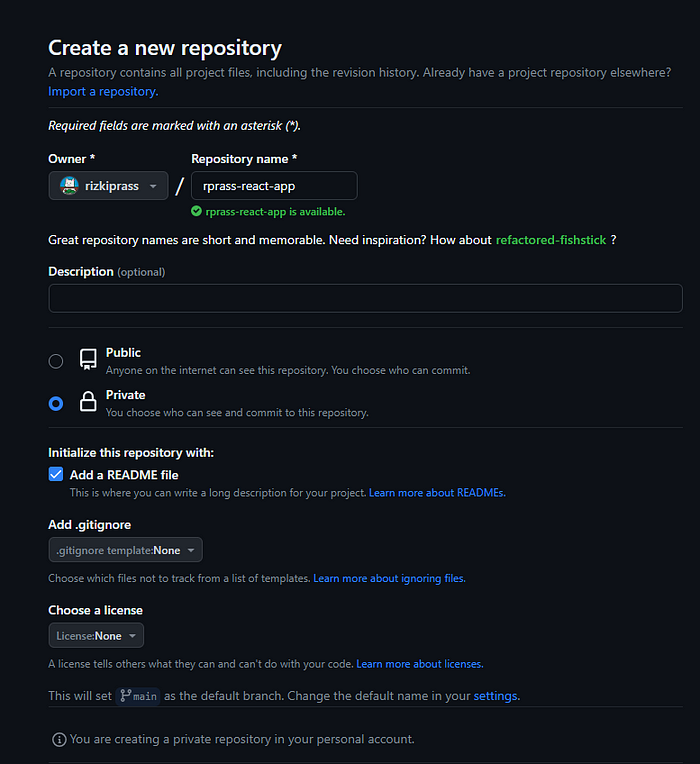 Create a new repository
A repository contains all project files, including the revision history. Already have a project repository elsewhere?
Import a repository.
Required fields are marked with an asterisk (*).
Owner * Repository name *
rizkiprass / rprass-react-app
rprass-react-app is available.
Great repository names are short and memorable. Need inspiration? How about refactored-fishstick ?
Description (optional)
Public
Anyone on the internet can see this repository. You choose who can commit.
Private
You choose who can see and commit to this repository.
Initialize this repository with:
Add a README file
This is where you can write a long description for your project. Learn more about READMEs.
Add .gitignore
.gitignore template:None
Choose which files not to track from a list of templates. Learn more about ignoring files.
Choose a license
License:None
A license tells others what they can and can't do with your code. Learn more about licenses.
This will set main as the default branch. Change the default name in your settings.
You are creating a private repository in your personal account.